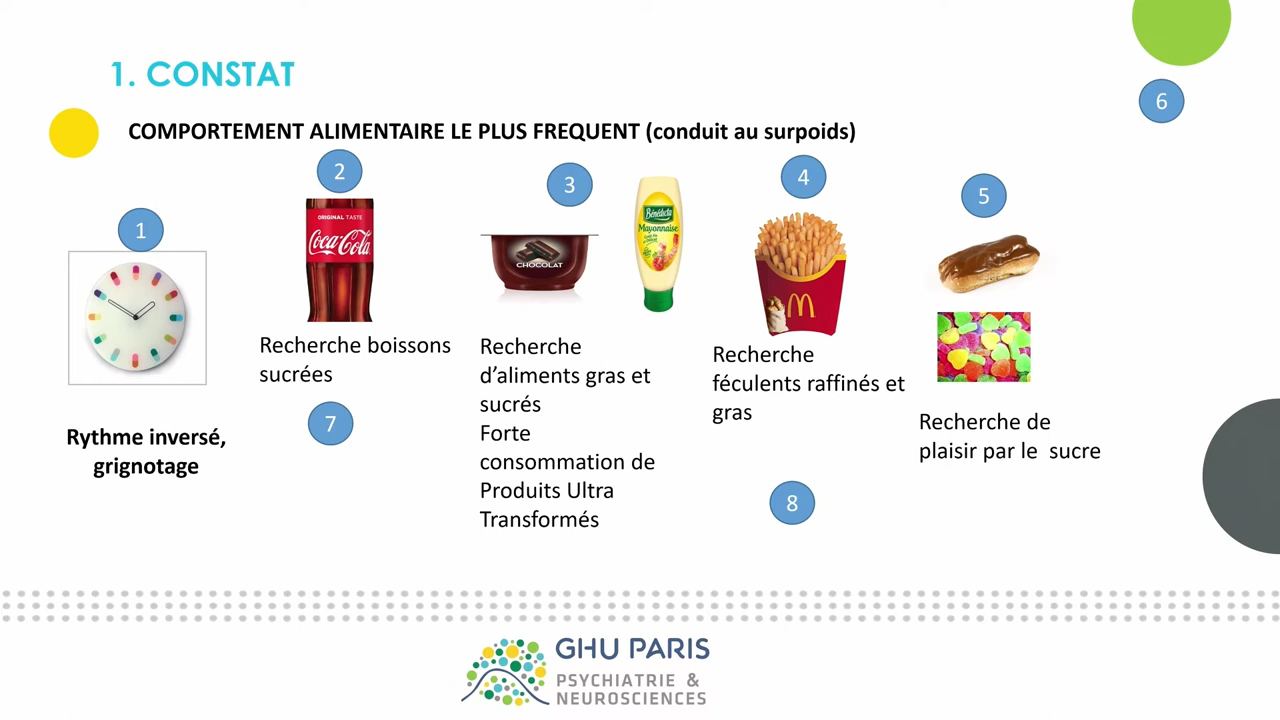 1. CONSTAT
COMPORTEMENT ALIMENTAIRE LE PLUS FREQUENT (conduit au surpoids)
1
2
3
4
5
6
7
8
ORIGINAL TASTE
Coca-Cola
CHOCOLAT
Bénédicta
Mayonnaise
Rythme inversé,
grignotage
Recherche boissons
sucrées
Recherche
d’aliments gras et
sucrés
Forte
consommation de
Produits Ultra
Transformés
Recherche
féculents raffinés et
gras
Recherche de
plaisir par le  sucre
GHU PARIS
PSYCHIATRIE &
NEUROSCIENCES